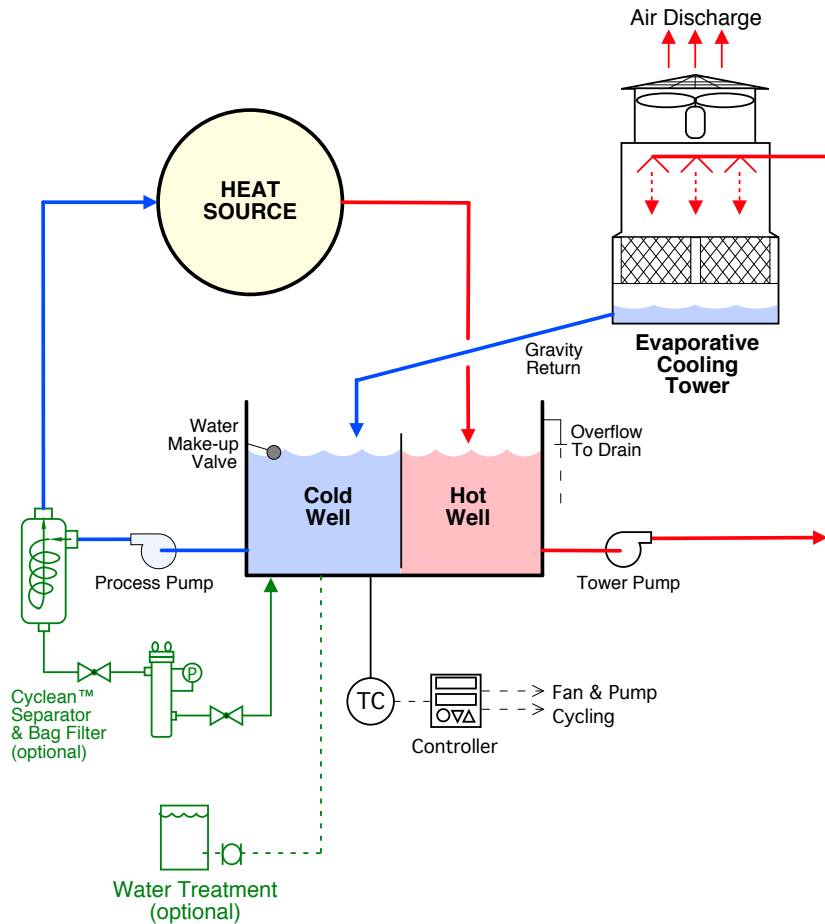 Air Discharge
HEAT
SOURCE
Evaporative
Cooling
Tower
Gravity
Return
Water
Make-up
Valve
Overflow
To Drain
Cold
Well
Hot
Well
Process Pump
Tower Pump
P
Cyclean™
Separator
& Bag Filter
(optional)
TC
Controller
Fan & Pump
Cycling
Water Treatment
(optional)